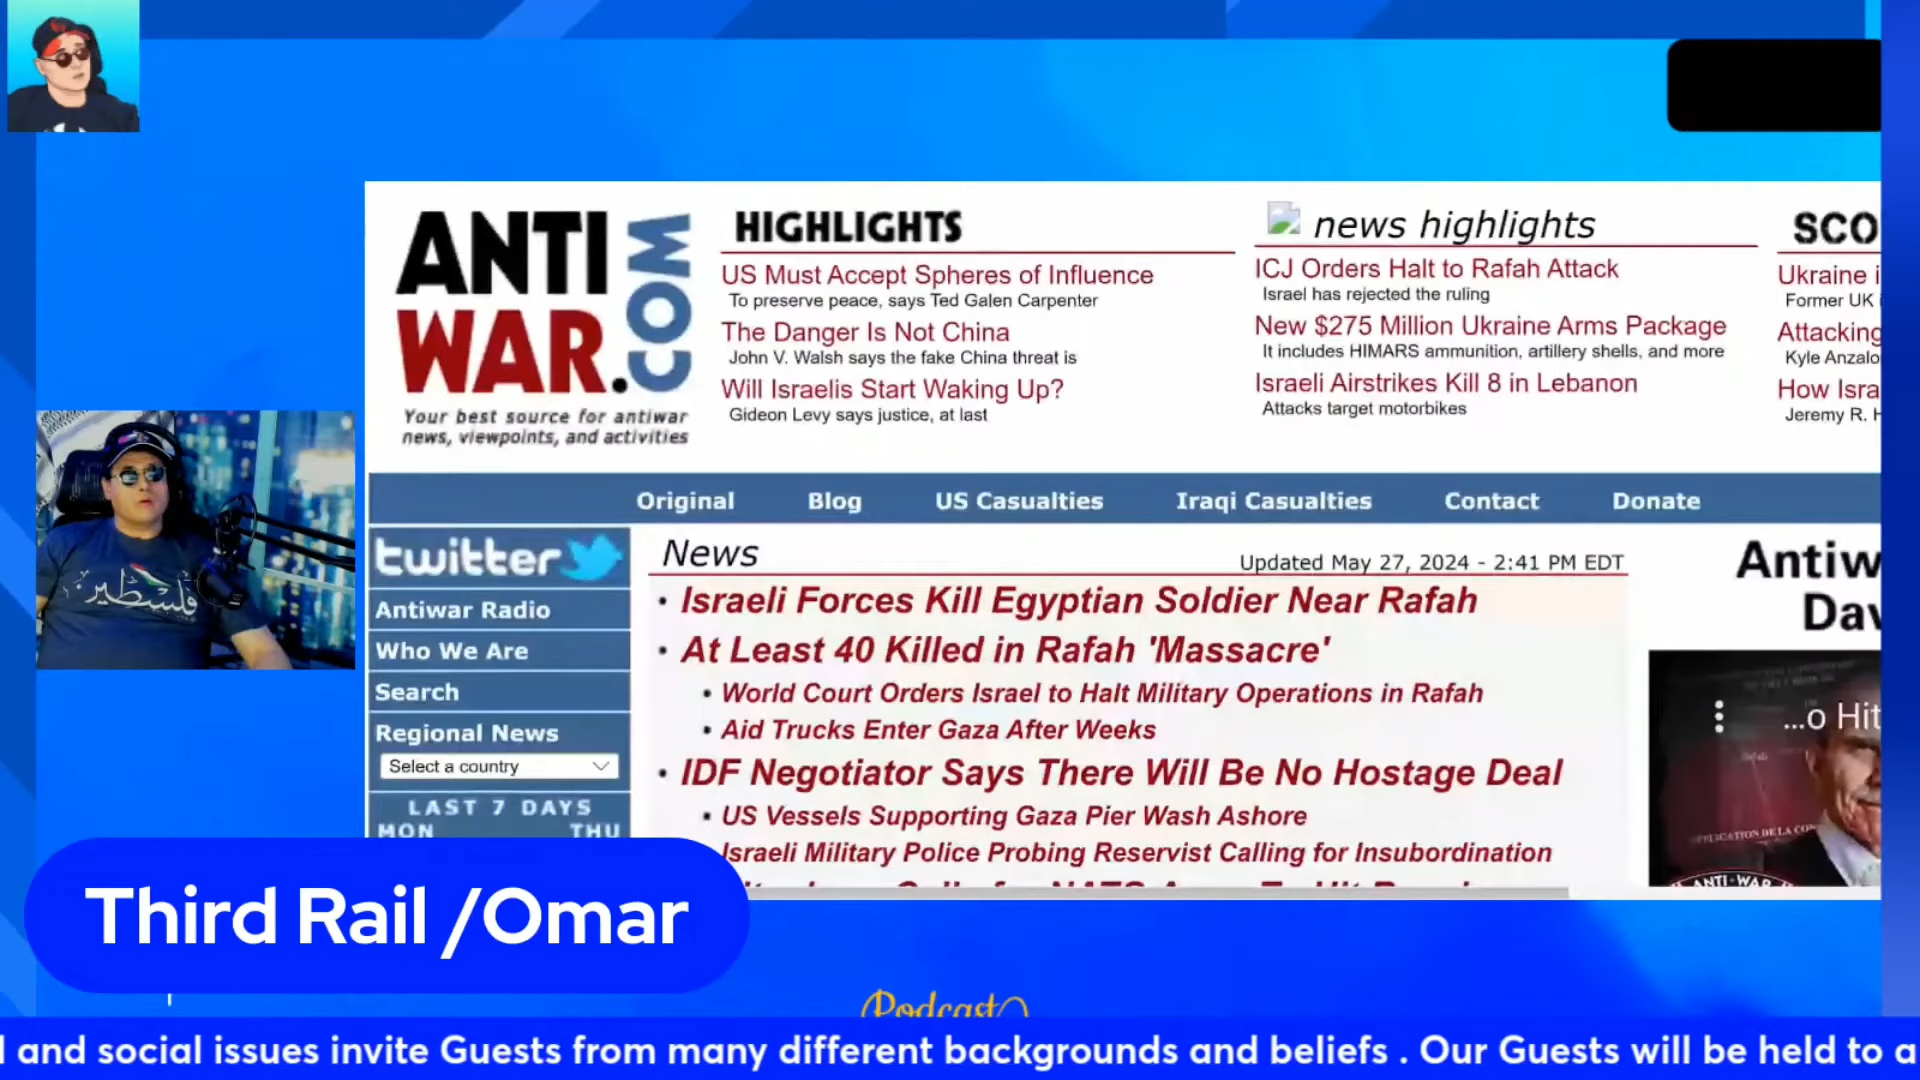 ANTI
WAR.COM
Your best source for antiwar
news, viewpoints, and activities
HIGHLIGHTS
US Must Accept Spheres of Influence
To preserve peace, says Ted Galen Carpenter
The Danger Is Not China
John V. Walsh says the fake China threat is
Will Israelis Start Waking Up?
Gideon Levy says justice, at last
news highlights
ICJ Orders Halt to Rafah Attack
Israel has rejected the ruling
New $275 Million Ukraine Arms Package
It includes HIMARS ammunition, artillery shells, and more
Israeli Airstrikes Kill 8 in Lebanon
Attacks target motorbikes
SCO
Ukraine i
Former UK
Attacking
Kyle Anzalo
How Isra
Jeremy R. H
Original Blog US Casualties Iraqi Casualties Contact Donate
twitter
Antiwar Radio
Who We Are
Search
Regional News
Select a country
LAST 7 DAYS
MON THU
News
Updated May 27, 2024 - 2:41 PM EDT
Israeli Forces Kill Egyptian Soldier Near Rafah
At Least 40 Killed in Rafah 'Massacre'
World Court Orders Israel to Halt Military Operations in Rafah
Aid Trucks Enter Gaza After Weeks
IDF Negotiator Says There Will Be No Hostage Deal
US Vessels Supporting Gaza Pier Wash Ashore
Israeli Military Police Probing Reservist Calling for Insubordination
Antiw
Dav
...o Hit
ANTI-WAR
فلسطين
Third Rail /Omar
Podcast
and social issues invite Guests from many different backgrounds and beliefs . Our Guests will be held to a